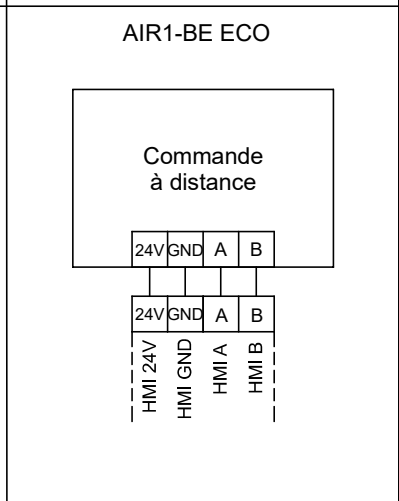 AIR1-BE ECO
Commande
à distance
24V GND A B
24V GND A B
HMI 24V
HMI GND
HMI A
HMI B